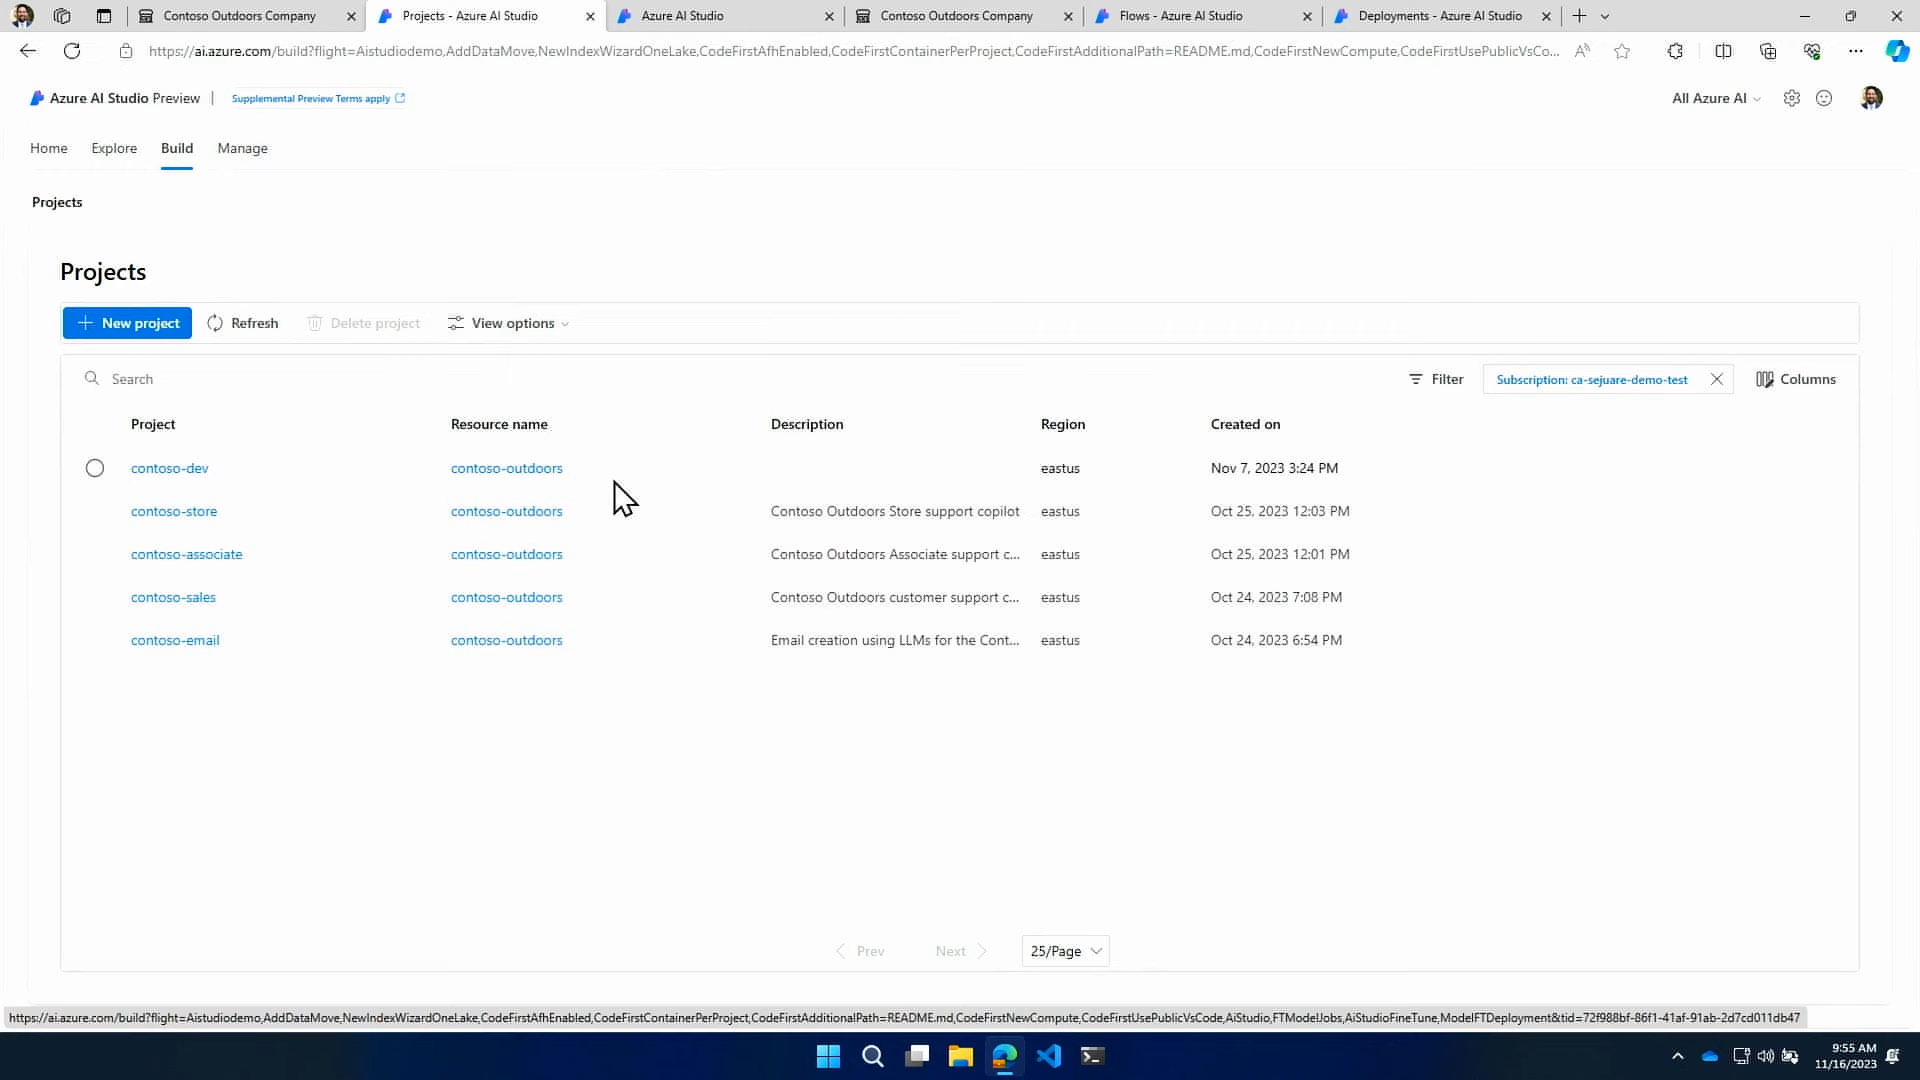 Contoso Outdoors Company
Projects - Azure AI Studio
Azure AI Studio
Contoso Outdoors Company
Flows - Azure AI Studio
Deployments - Azure AI Studio
https://ai.azure.com/build?flight=Aistudiodemo,AddDataMove,NewIndexWizardOneLake,CodeFirstAfhEnabled,CodeFirstContainerPerProject,CodeFirstAdditionalPath=README.md,CodeFirstNewCompute,CodeFirstUsePublicVsCo...
Azure AI Studio Preview | Supplemental Preview Terms apply
All Azure AI
Home Explore Build Manage
Projects
Projects
New project Refresh Delete project View options
Search
Filter Subscription: ca-sejuare-demo-test Columns
Project Resource name Description Region Created on
contoso-dev contoso-outdoors eastus Nov 7, 2023 3:24 PM
contoso-store contoso-outdoors Contoso Outdoors Store support copilot eastus Oct 25, 2023 12:03 PM
contoso-associate contoso-outdoors Contoso Outdoors Associate support c... eastus Oct 25, 2023 12:01 PM
contoso-sales contoso-outdoors Contoso Outdoors customer support c... eastus Oct 24, 2023 7:08 PM
contoso-email contoso-outdoors Email creation using LLMs for the Cont... eastus Oct 24, 2023 6:54 PM
Prev Next 25/Page
https://ai.azure.com/build?flight=Aistudiodemo,AddDataMove,NewIndexWizardOneLake,CodeFirstAfhEnabled,CodeFirstContainerPerProject,CodeFirstAdditionalPath=README.md,CodeFirstNewCompute,CodeFirstUsePublicVsCode,AiStudio,FTModelJobs,AiStudioFineTune,ModelFTDeployment&tid=72f988bf-86f1-41af-91ab-2d7cd011db47
9:55 AM
11/16/2023